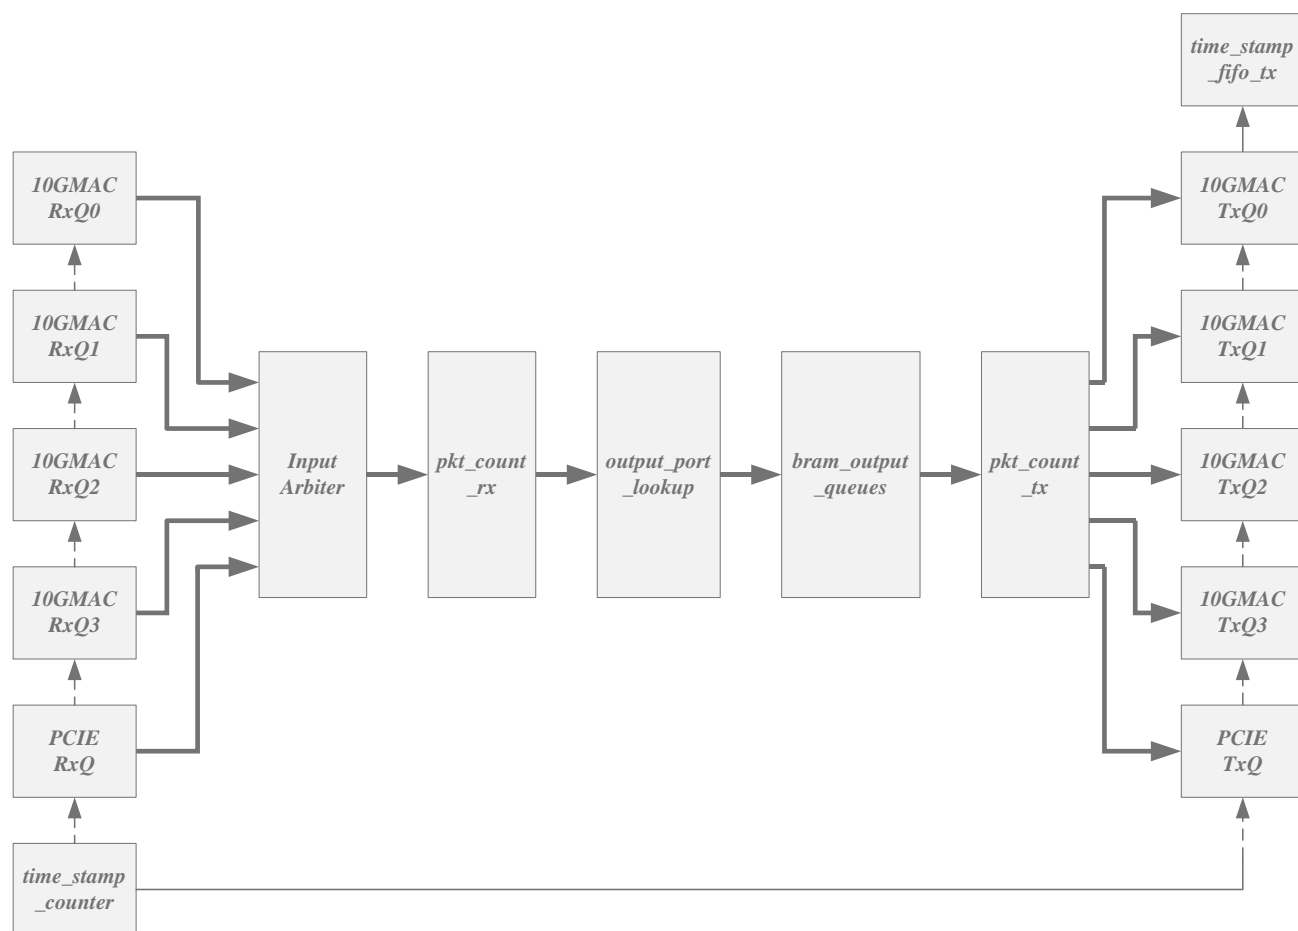 time_stamp
_fifo_tx
10GMAC
RxQ0
10GMAC
TxQ0
10GMAC
RxQ1
10GMAC
TxQ1
10GMAC
RxQ2
Input
Arbiter
pkt_count
_rx
output_port
_lookup
bram_output
_queues
pkt_count
_tx
10GMAC
TxQ2
10GMAC
RxQ3
10GMAC
TxQ3
PCIE
RxQ
PCIE
TxQ
time_stamp
_counter